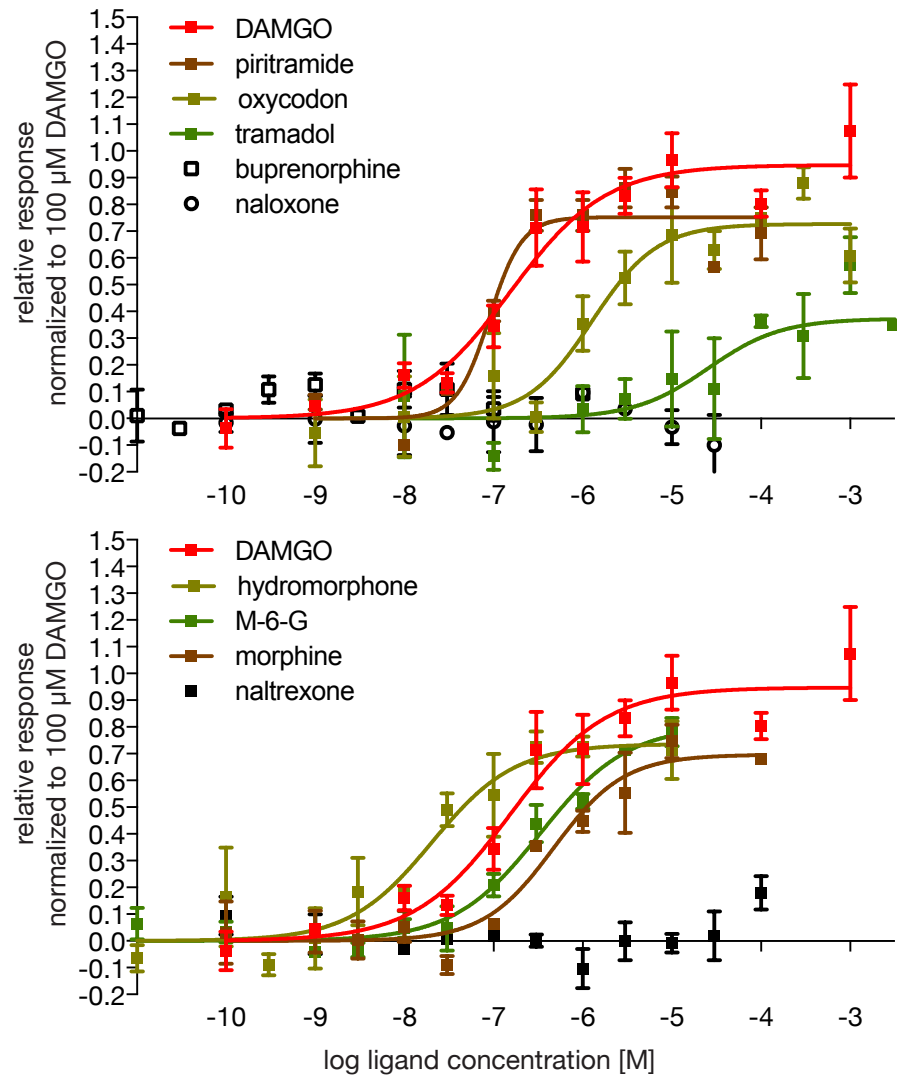 relative response
normalized to 100 µM DAMGO
1.5
1.4
1.3
1.2
1.1
1.0
0.9
0.8
0.7
0.6
0.5
0.4
0.3
0.2
0.1
0.0
-0.1
-0.2
DAMGO
piritramide
oxycodon
tramadol
buprenorphine
naloxone
-10 -9 -8 -7 -6 -5 -4 -3
relative response
normalized to 100 µM DAMGO
1.5
1.4
1.3
1.2
1.1
1.0
0.9
0.8
0.7
0.6
0.5
0.4
0.3
0.2
0.1
0.0
-0.1
-0.2
DAMGO
hydromorphone
M-6-G
morphine
naltrexone
-10 -9 -8 -7 -6 -5 -4 -3
log ligand concentration [M]